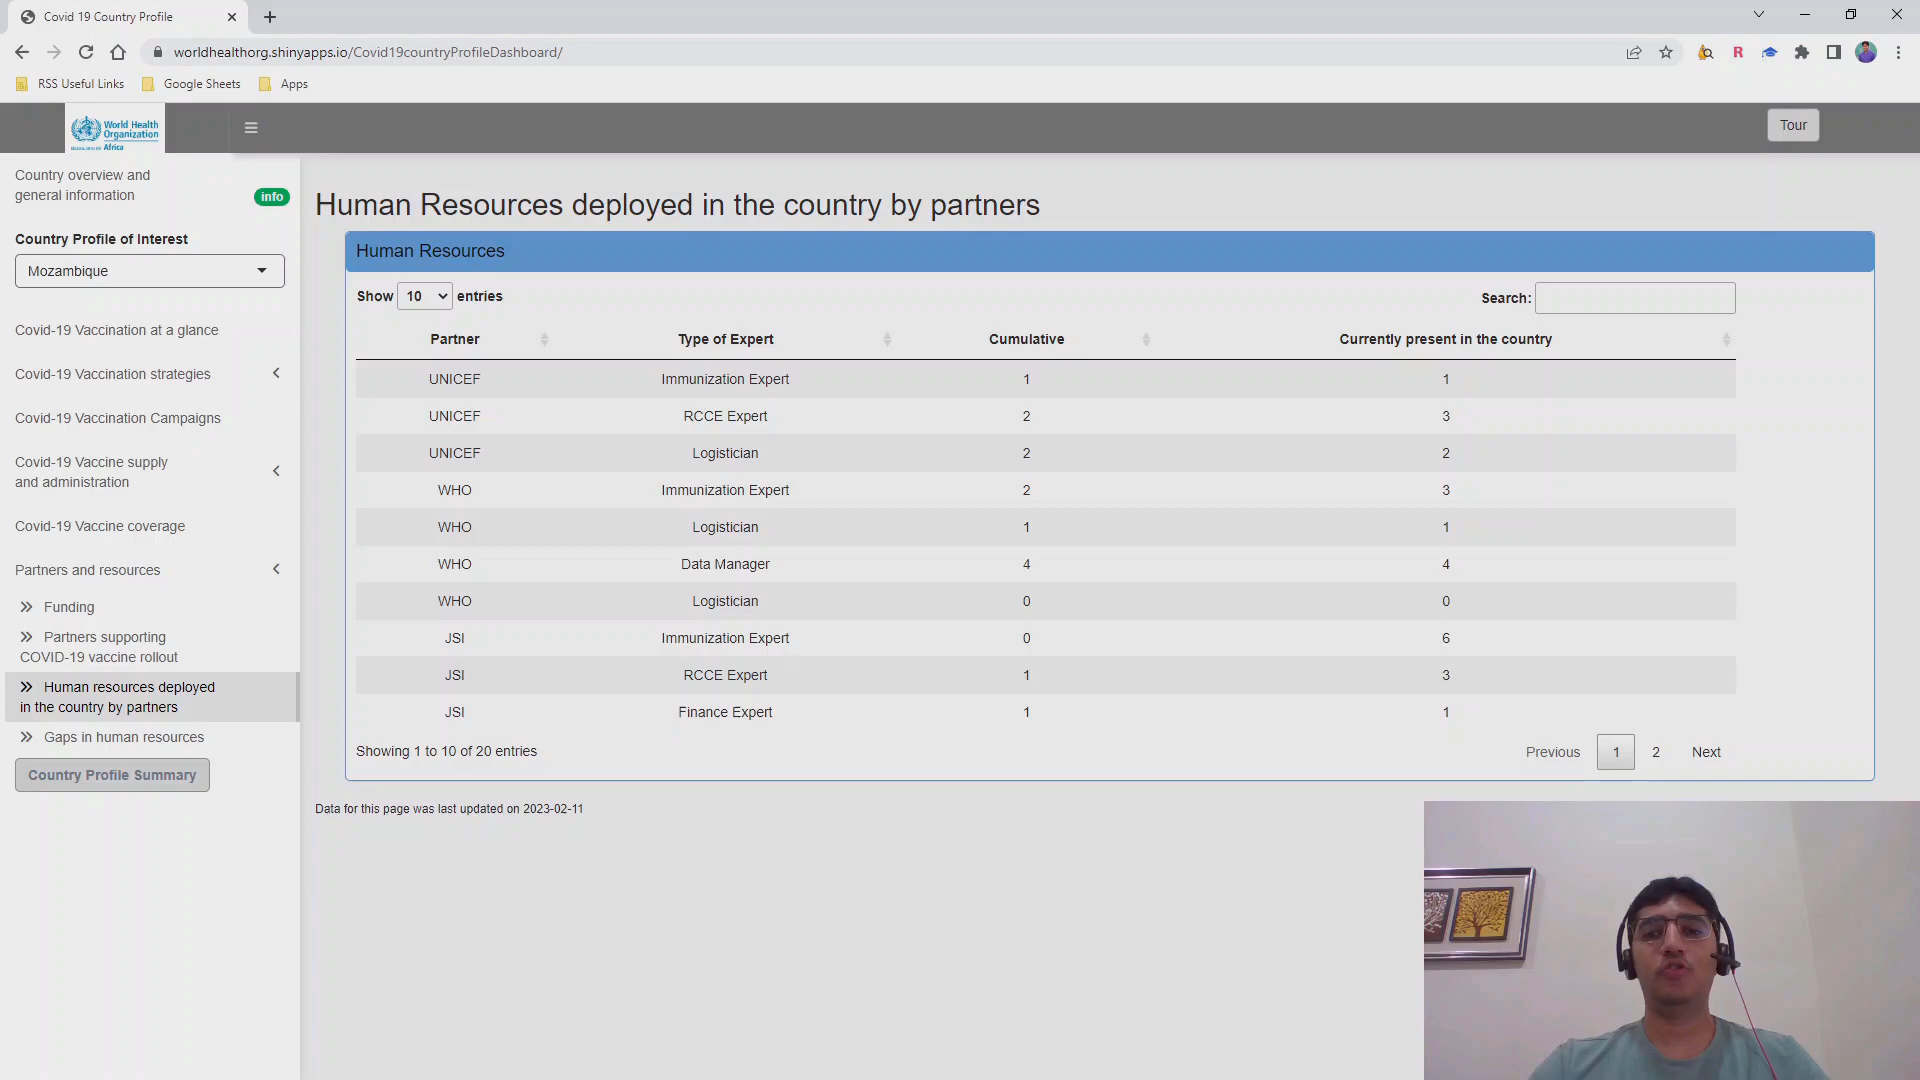 Covid 19 Country Profile
worldhealthorg.shinyapps.io/Covid19countryProfileDashboard/
R
RSS Useful Links
Google Sheets
Apps
World Health
Organization
Africa
Tour
Country overview and
general information
info
Country Profile of Interest
Mozambique
Covid-19 Vaccination at a glance
Covid-19 Vaccination strategies
Covid-19 Vaccination Campaigns
Covid-19 Vaccine supply
and administration
Covid-19 Vaccine coverage
Partners and resources
Funding
Partners supporting
COVID-19 vaccine rollout
Human resources deployed
in the country by partners
Gaps in human resources
Country Profile Summary
Human Resources deployed in the country by partners
Human Resources
Show 10 entries
Search:
Partner Type of Expert Cumulative Currently present in the country
UNICEF Immunization Expert 1 1
UNICEF RCCE Expert 2 3
UNICEF Logistician 2 2
WHO Immunization Expert 2 3
WHO Logistician 1 1
WHO Data Manager 4 4
WHO Logistician 0 0
JSI Immunization Expert 0 6
JSI RCCE Expert 1 3
JSI Finance Expert 1 1
Showing 1 to 10 of 20 entries
Previous 1 2 Next
Data for this page was last updated on 2023-02-11